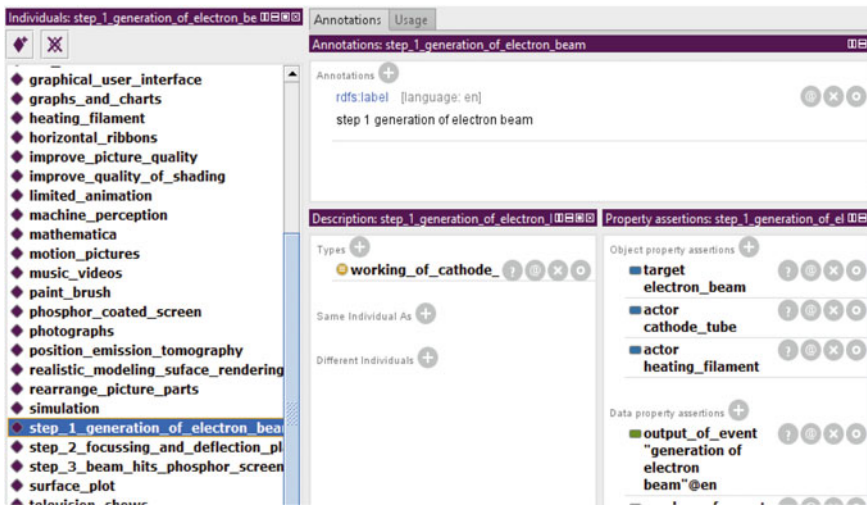 Individuals: step_1_generation_of_electron_be
graphical_user_interface
graphs_and_charts
heating_filament
horizontal_ribbons
improve_picture_quality
improve_quality_of_shading
limited_animation
machine_perception
mathematica
motion_pictures
music_videos
paint_brush
phosphor_coated_screen
photographs
position_emission_tomography
realistic_modeling_suface_rendering
rearrange_picture_parts
simulation
step_1_generation_of_electron_bea
step_2_focussing_and_deflection_pl
step_3_beam_hits_phosphor_screen
surface_plot
television_shows
Annotations Usage
Annotations: step_1_generation_of_electron_beam
Annotations
rdfs:label [language: en]
step 1 generation of electron beam
Description: step_1_generation_of_electron_l
Types
working_of_cathode_
Same Individual As
Different Individuals
Property assertions: step_1_generation_of_el
Object property assertions
target
electron_beam
actor
cathode_tube
actor
heating_filament
Data property assertions
output_of_event
"generation of
electron
beam"@en